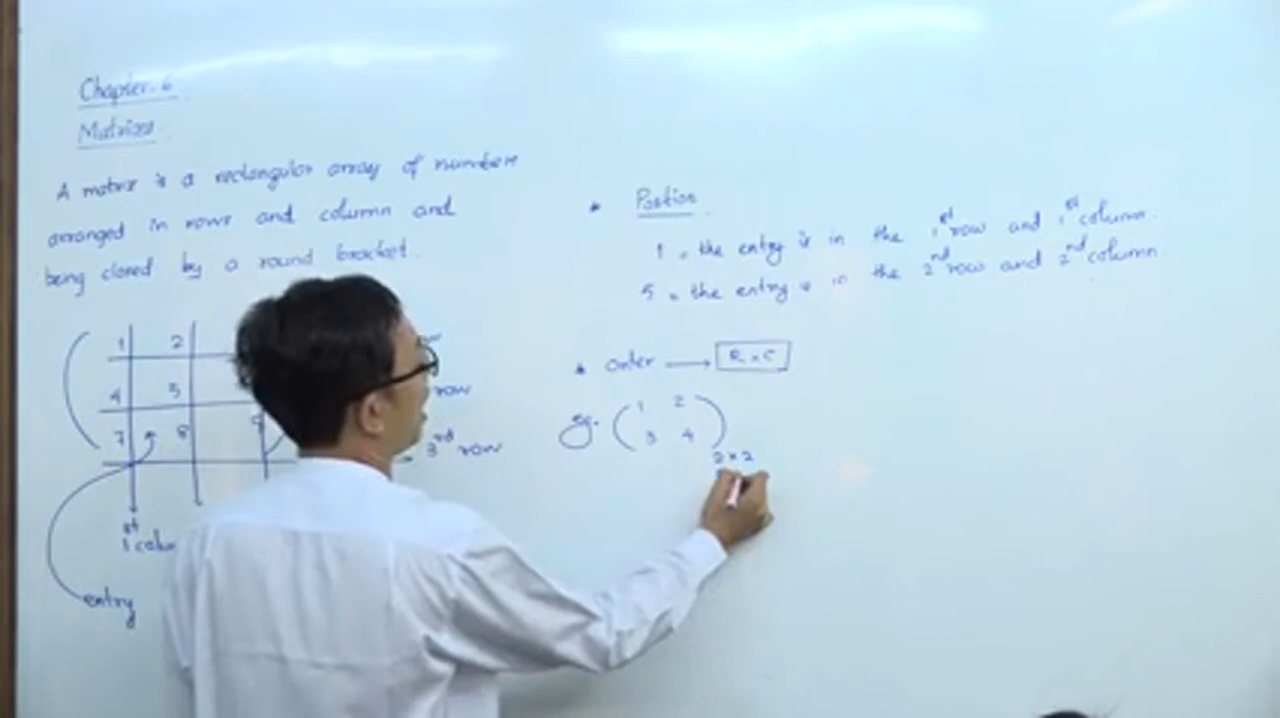 Chapter-6
Matrices
A matrix is a rectangular array of numbers
arranged in rows and column and
being closed by a round bracket.
1 2
4 5 row
7 8 9 3rd row
1st
entry
* Position
1 = the entry is in the 1st row and 1st column.
5 = the entry is in the 2nd row and 2nd column
* order → R × C
eg. ( 1 2
3 4 )
2 × 2